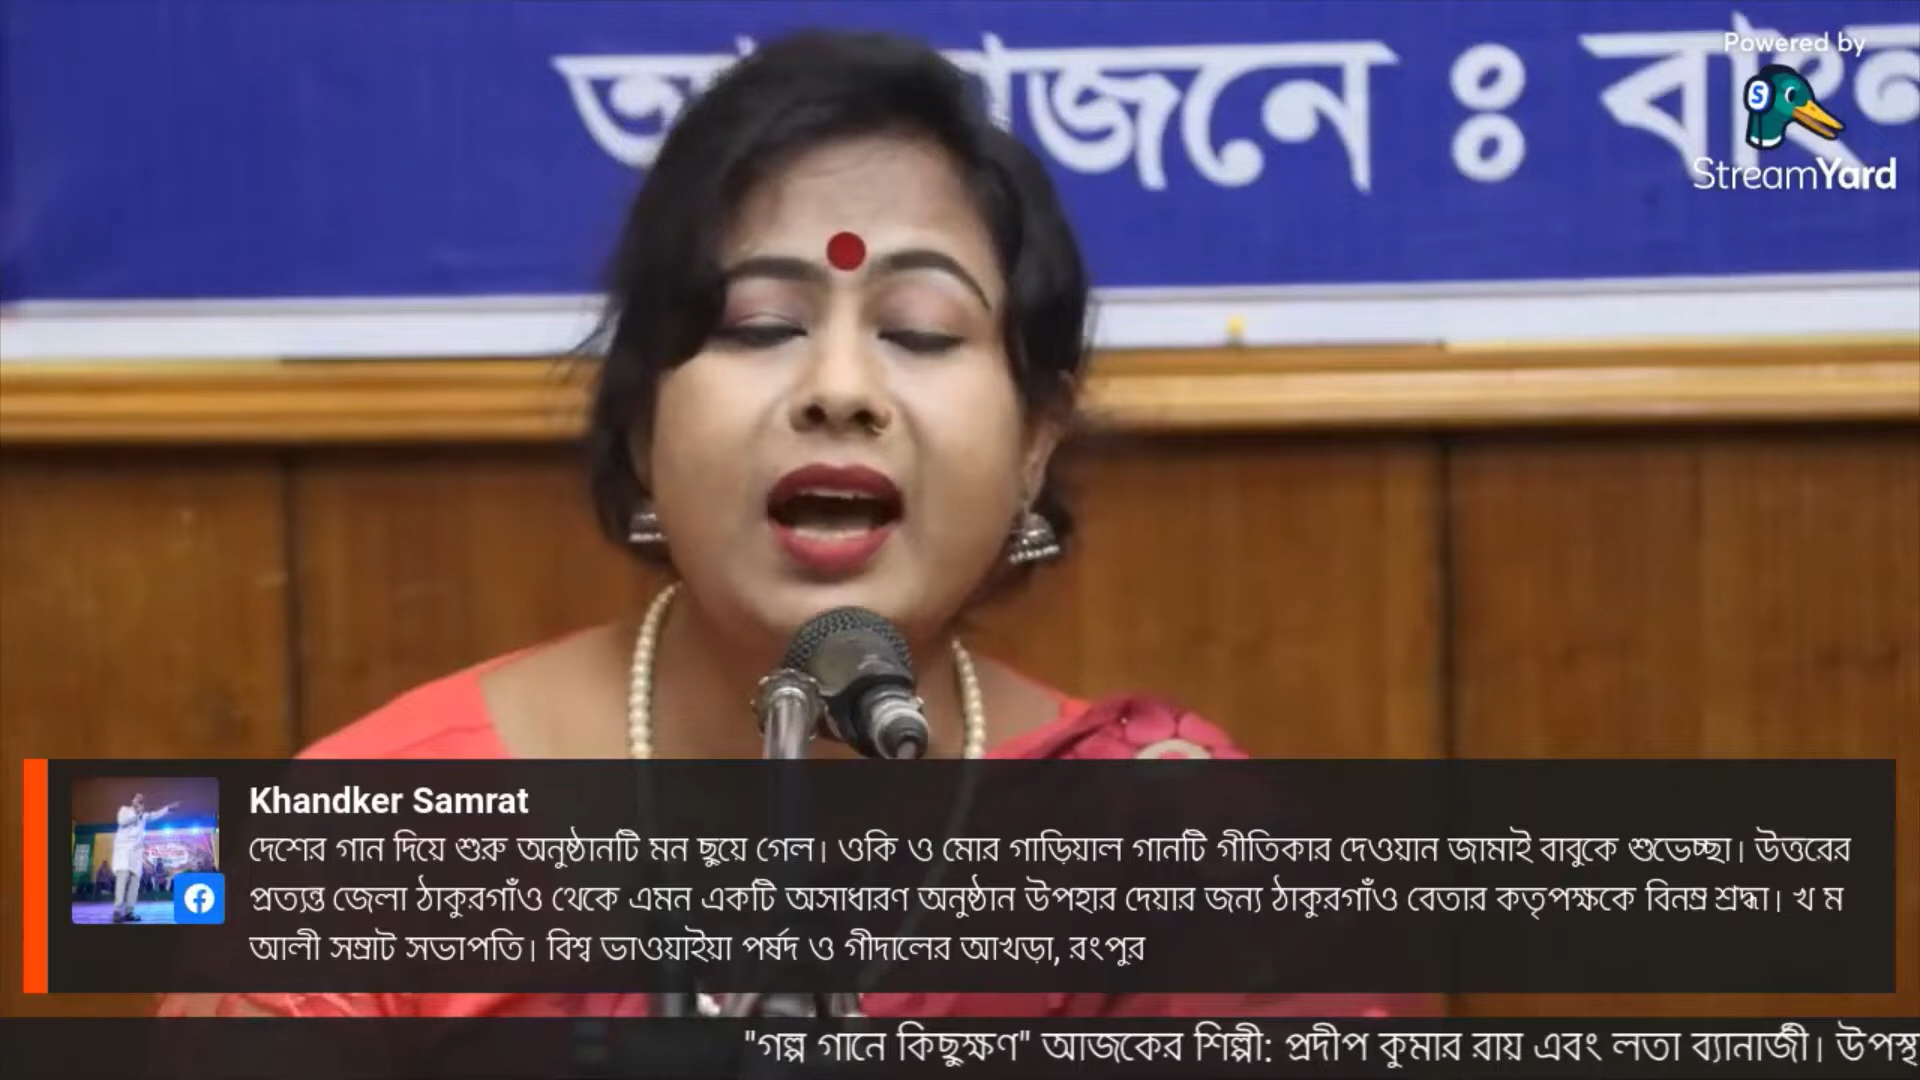 জনে ঃ
Powered by
StreamYard
Khandker Samrat
দেশের গান দিয়ে শুরু অনুষ্ঠানটি মন ছুয়ে গেল। ওকি ও মোর গাড়িয়াল গানটি গীতিকার দেওয়ান জামাই বাবুকে শুভেচ্ছা। উত্তরের
প্রত্যন্ত জেলা ঠাকুরগাঁও থেকে এমন একটি অসাধারণ অনুষ্ঠান উপহার দেয়ার জন্য ঠাকুরগাঁও বেতার কতৃপক্ষকে বিনম্র শ্রদ্ধা। খ ম
আলী সম্রাট সভাপতি। বিশ্ব ভাওয়াইয়া পর্ষদ ও গীদালের আখড়া, রংপুর
"গল্প গানে কিছুক্ষণ" আজকের শিল্পী: প্রদীপ কুমার রায় এবং লতা ব্যানার্জী। উপস্থ